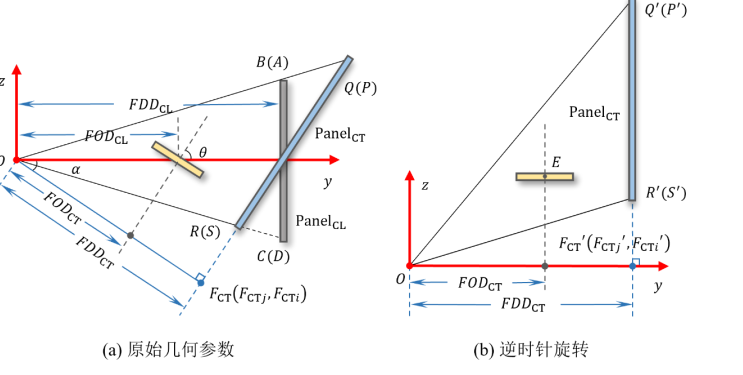 B(A)
Q(P)
z
FDD_CL
FOD_CL
Panel_CT
θ
O
α
y
FOD_CT
FDD_CT
R(S)
Panel_CL
C(D)
F_CT(F_CTj, F_CTi)
(a) 原始几何参数
Q′(P′)
Panel_CT
E
z
R′(S′)
F_CT′(F_CTj′, F_CTi′)
O
FOD_CT
y
FDD_CT
(b) 逆时针旋转